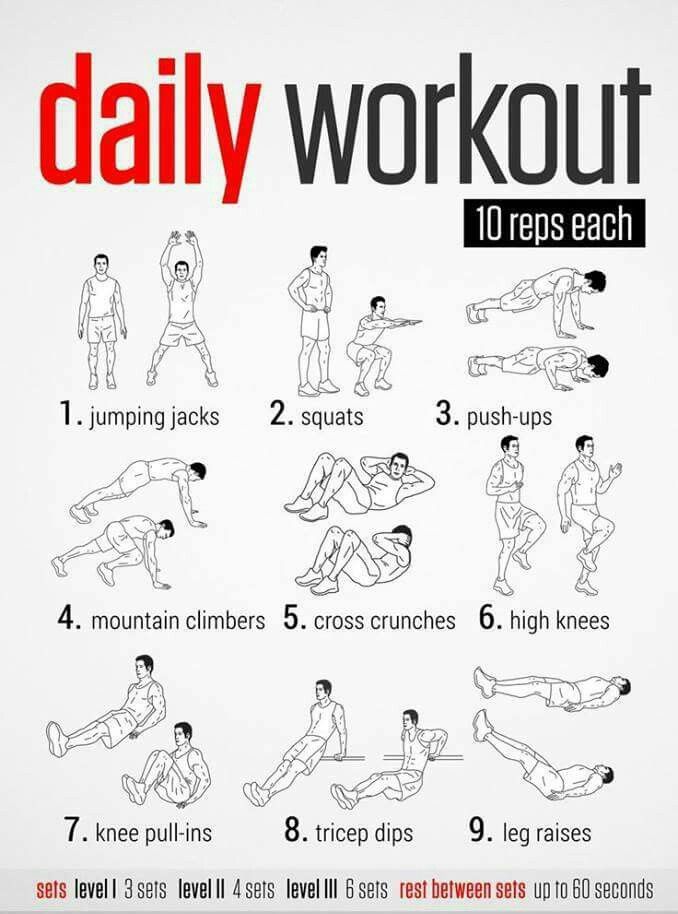 daily workout
10 reps each
1. jumping jacks 2. squats 3. push-ups
4. mountain climbers 5. cross crunches 6. high knees
7. knee pull-ins 8. tricep dips 9. leg raises
sets level I 3 sets level II 4 sets level III 6 sets rest between sets up to 60 seconds